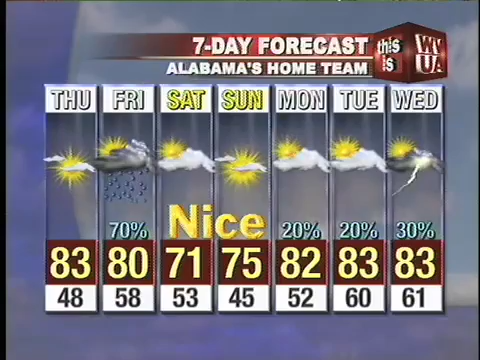 7-DAY FORECAST
ALABAMA'S HOME TEAM
this is WVUA
THU FRI SAT SUN MON TUE WED
70% Nice 20% 20% 30%
83 80 71 75 82 83 83
48 58 53 45 52 60 61